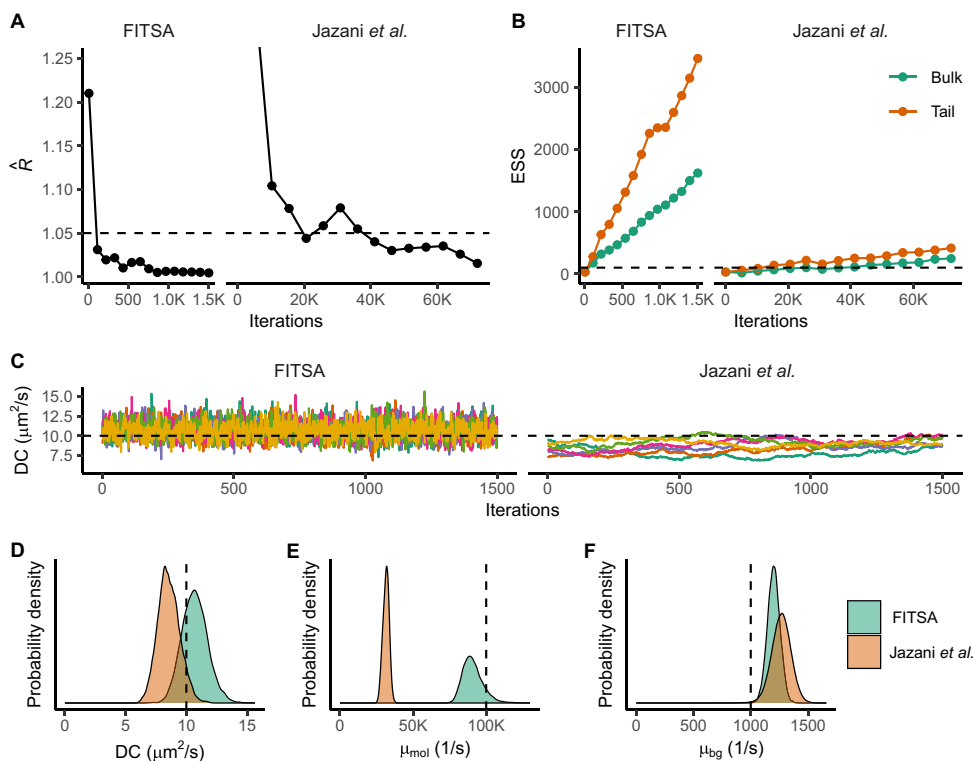 A
FITSA
Jazani et al.
R̂
1.25
1.20
1.15
1.10
1.05
1.00
0
500
1.0K
1.5K
0
20K
40K
60K
Iterations
B
FITSA
Jazani et al.
ESS
3000
2000
1000
0
0
500
1.0K
1.5K
0
20K
40K
60K
Iterations
Bulk
Tail
C
FITSA
Jazani et al.
DC (μm²/s)
15.0
12.5
10.0
7.5
0
500
1000
1500
0
500
1000
1500
Iterations
D
Probability density
0
5
10
15
DC (μm²/s)
E
Probability density
0
50K
100K
μmol (1/s)
F
Probability density
0
500
1000
1500
μbg (1/s)
FITSA
Jazani et al.